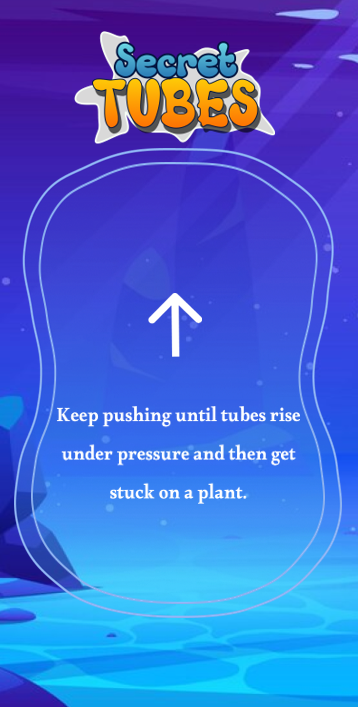 Secret
TUBES
Keep pushing until tubes rise
under pressure and then get
stuck on a plant.